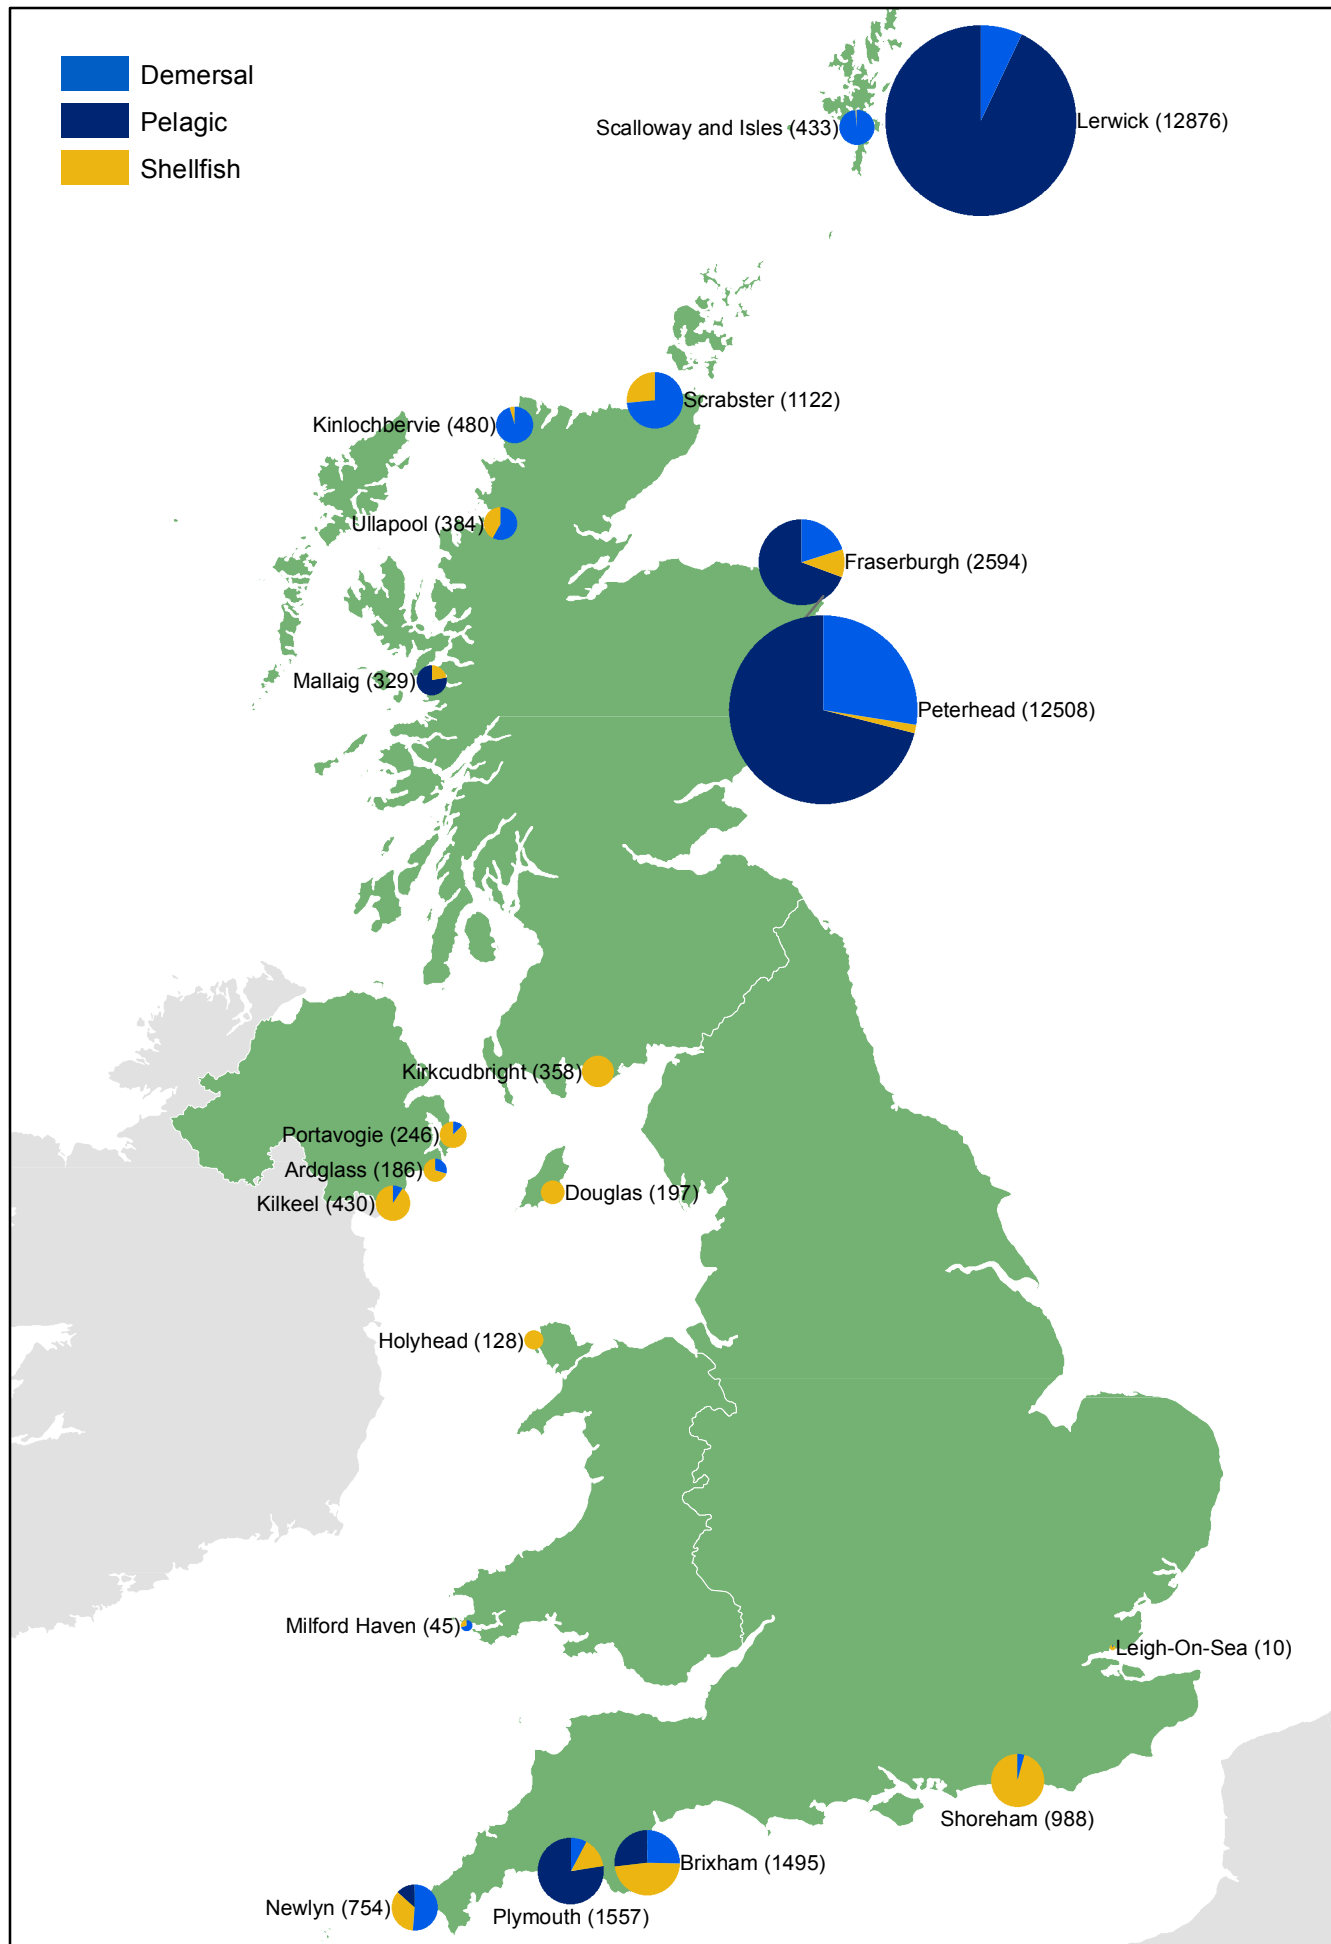 Demersal
Pelagic
Shellfish
Lerwick (12876)
Scalloway and Isles (433)
Scrabster (1122)
Kinlochbervie (480)
Ullapool (384)
Fraserburgh (2594)
Mallaig (329)
Peterhead (12508)
Kirkcudbright (358)
Portavogie (246)
Ardglass (186)
Douglas (197)
Kilkeel (430)
Holyhead (128)
Milford Haven (45)
Leigh-On-Sea (10)
Shoreham (988)
Brixham (1495)
Newlyn (754)
Plymouth (1557)